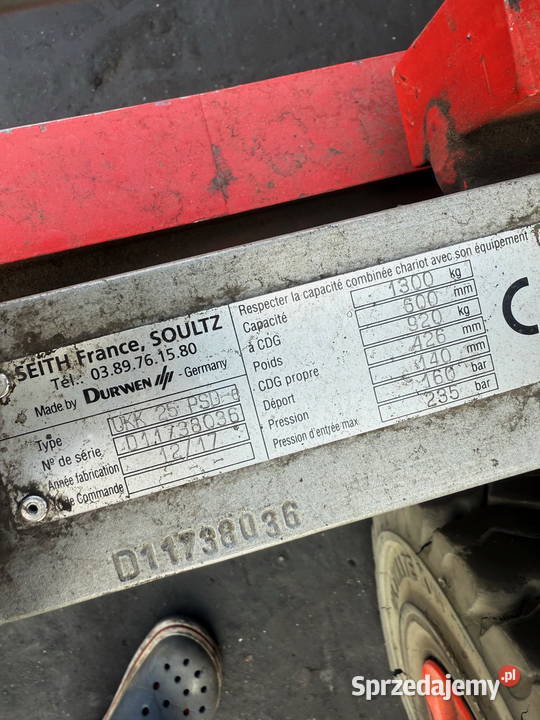 SEITH France, SOULTZ
Tél.: 03.89.76.15.80
Made by DURWEN - Germany
Type DKK 25 PSD-8
N° de série D11738036
Année fabrication 12/17
Commande - -
Respecter la capacité combinée chariot avec son équipement
Capacité 1300 kg
à CDG 600 mm
Poids 920 kg
CDG propre 426 mm
Déport 140 mm
Pression 160 bar
Pression d'entrée max 235 bar
CE
D11738036
Sprzedajemy.pl